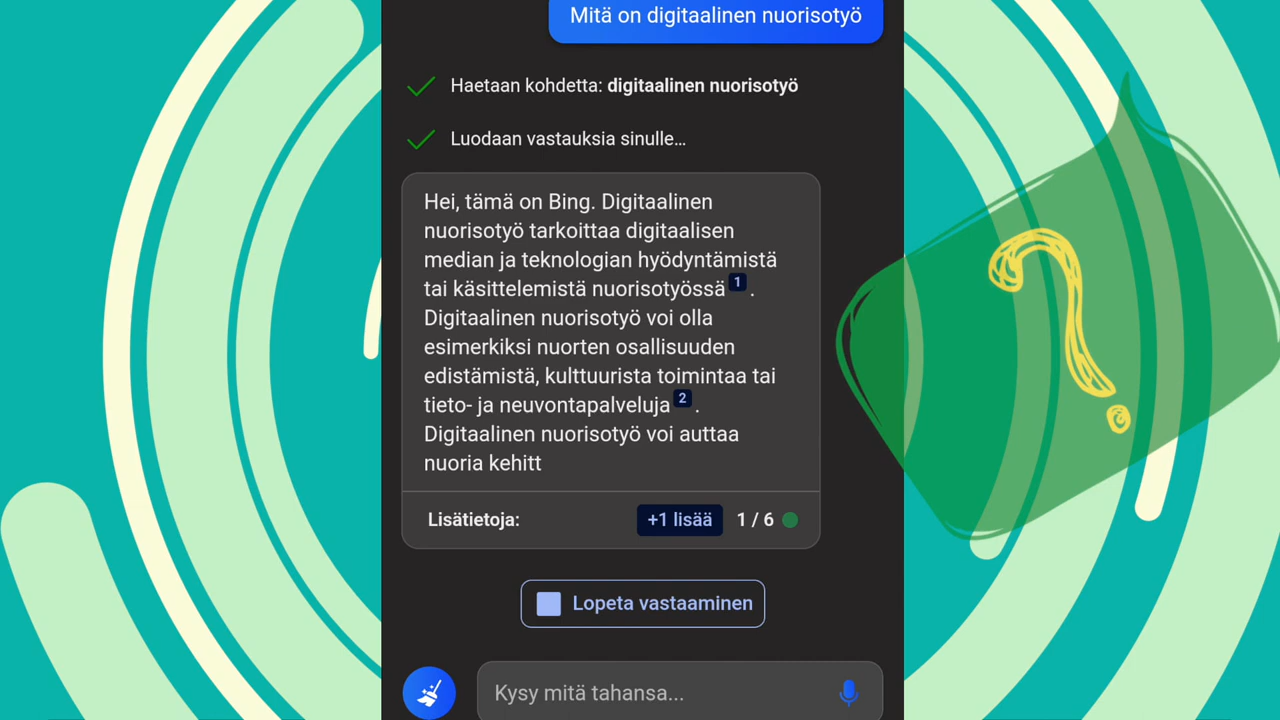 Mitä on digitaalinen nuorisotyö
Haetaan kohdetta: digitaalinen nuorisotyö
Luodaan vastauksia sinulle...
Hei, tämä on Bing. Digitaalinen
nuorisotyö tarkoittaa digitaalisen
median ja teknologian hyödyntämistä
tai käsittelemistä nuorisotyössä 1 .
Digitaalinen nuorisotyö voi olla
esimerkiksi nuorten osallisuuden
edistämistä, kulttuurista toimintaa tai
tieto- ja neuvontapalveluja 2 .
Digitaalinen nuorisotyö voi auttaa
nuoria kehitt
Lisätietoja: +1 lisää 1 / 6
Lopeta vastaaminen
Kysy mitä tahansa...
?